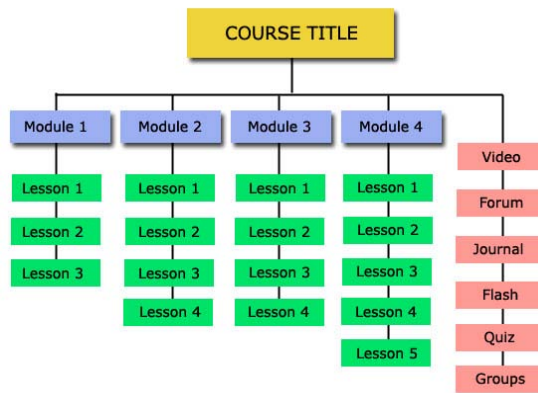 COURSE TITLE
Module 1
Lesson 1
Lesson 2
Lesson 3
Module 2
Lesson 1
Lesson 2
Lesson 3
Lesson 4
Module 3
Lesson 1
Lesson 2
Lesson 3
Lesson 4
Module 4
Lesson 1
Lesson 2
Lesson 3
Lesson 4
Lesson 5
Video
Forum
Journal
Flash
Quiz
Groups